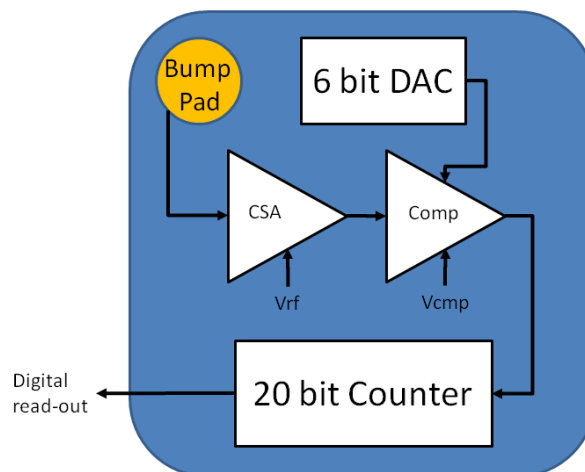 Bump
Pad
6 bit DAC
CSA
Comp
Vrf
Vcmp
Digital
read-out
20 bit Counter